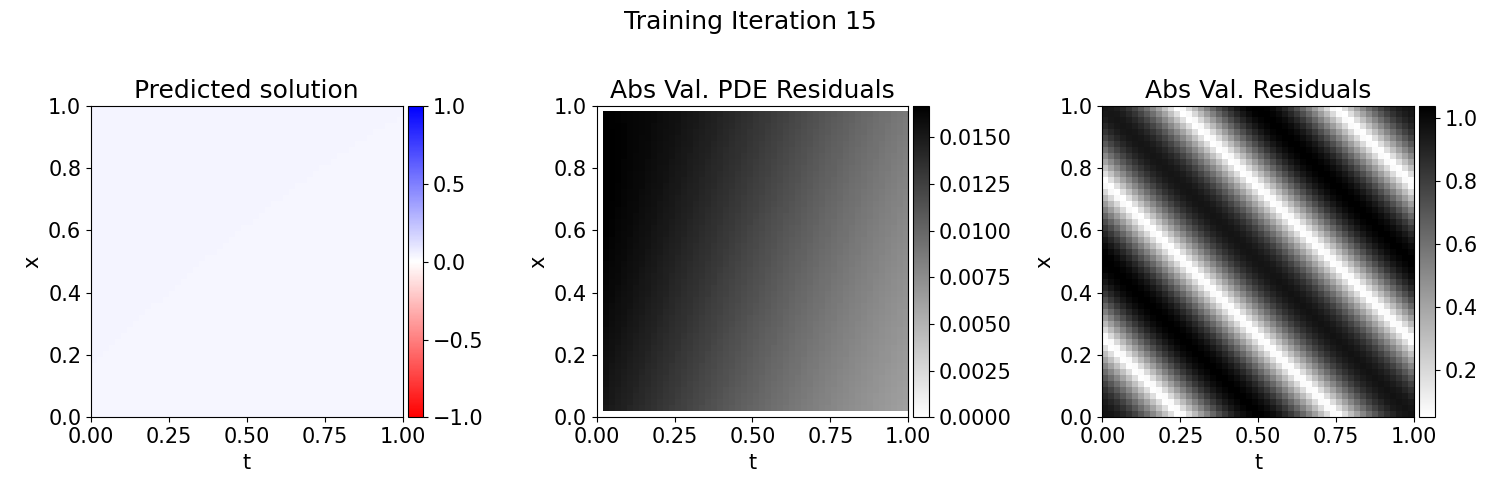 Training Iteration 15
Predicted solution
1.0
0.8
0.6
0.4
0.2
0.0
x
0.00 0.25 0.50 0.75 1.00
t
1.0
0.5
0.0
−0.5
−1.0
Abs Val. PDE Residuals
1.0
0.8
0.6
0.4
0.2
0.0
x
0.00 0.25 0.50 0.75 1.00
t
0.0150
0.0125
0.0100
0.0075
0.0050
0.0025
0.0000
Abs Val. Residuals
1.0
0.8
0.6
0.4
0.2
0.0
x
0.00 0.25 0.50 0.75 1.00
t
1.0
0.8
0.6
0.4
0.2